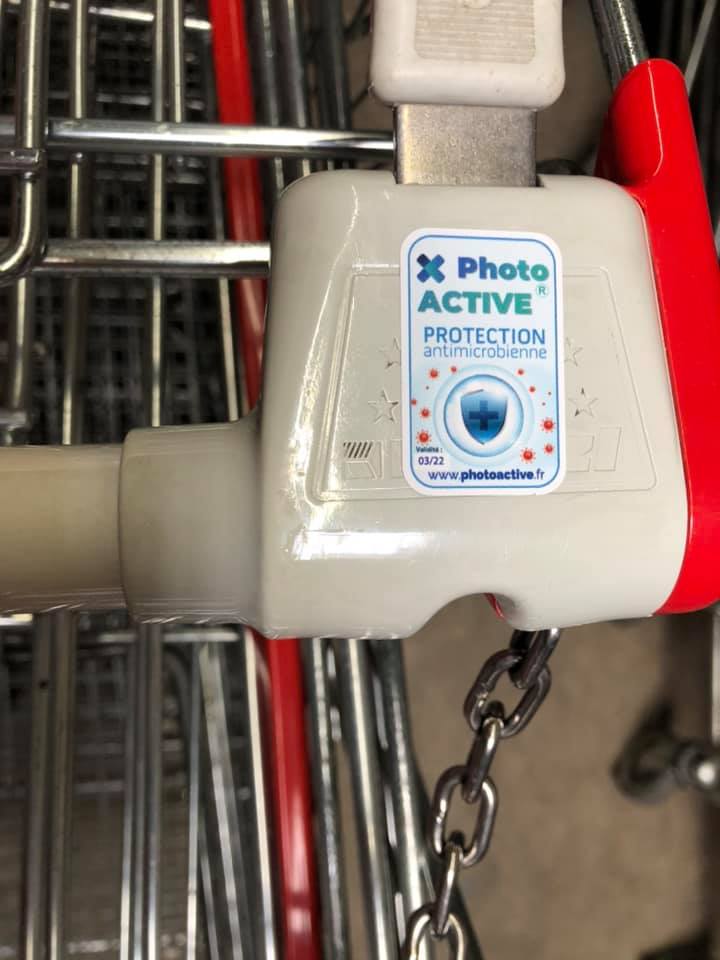 Photo
ACTIVE®
PROTECTION
antimicrobienne
Validité :
03/22
www.photoactive.fr